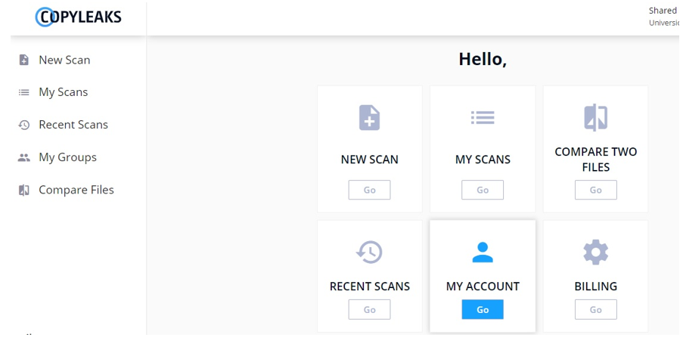 COPYLEAKS
Shared
New Scan
My Scans
Recent Scans
My Groups
Compare Files
Hello,
NEW SCAN
Go
MY SCANS
Go
COMPARE TWO
FILES
Go
RECENT SCANS
Go
MY ACCOUNT
Go
BILLING
Go